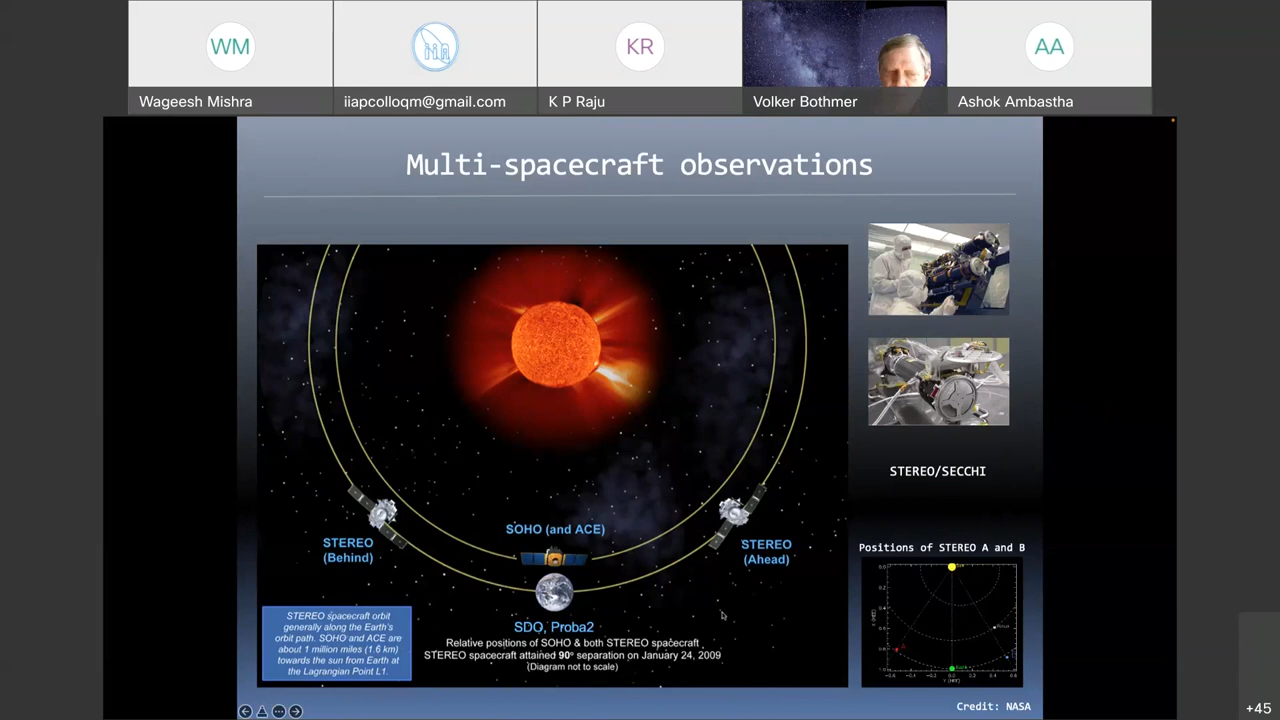 WM
KR
AA
Wageesh Mishra
iiapcolloqm@gmail.com
K P Raju
Volker Bothmer
Ashok Ambastha
Multi-spacecraft observations
STEREO/SECCHI
SOHO (and ACE)
STEREO
(Behind)
STEREO
(Ahead)
SDO, Proba2
Relative positions of SOHO & both STEREO spacecraft
STEREO spacecraft attained 90° separation on January 24, 2009
(Diagram not to scale)
STEREO spacecraft orbit
generally along the Earth's
orbit path. SOHO and ACE are
about 1 million miles (1.6 km)
towards the sun from Earth at
the Lagrangian Point L1.
Positions of STEREO A and B
Credit: NASA
+45